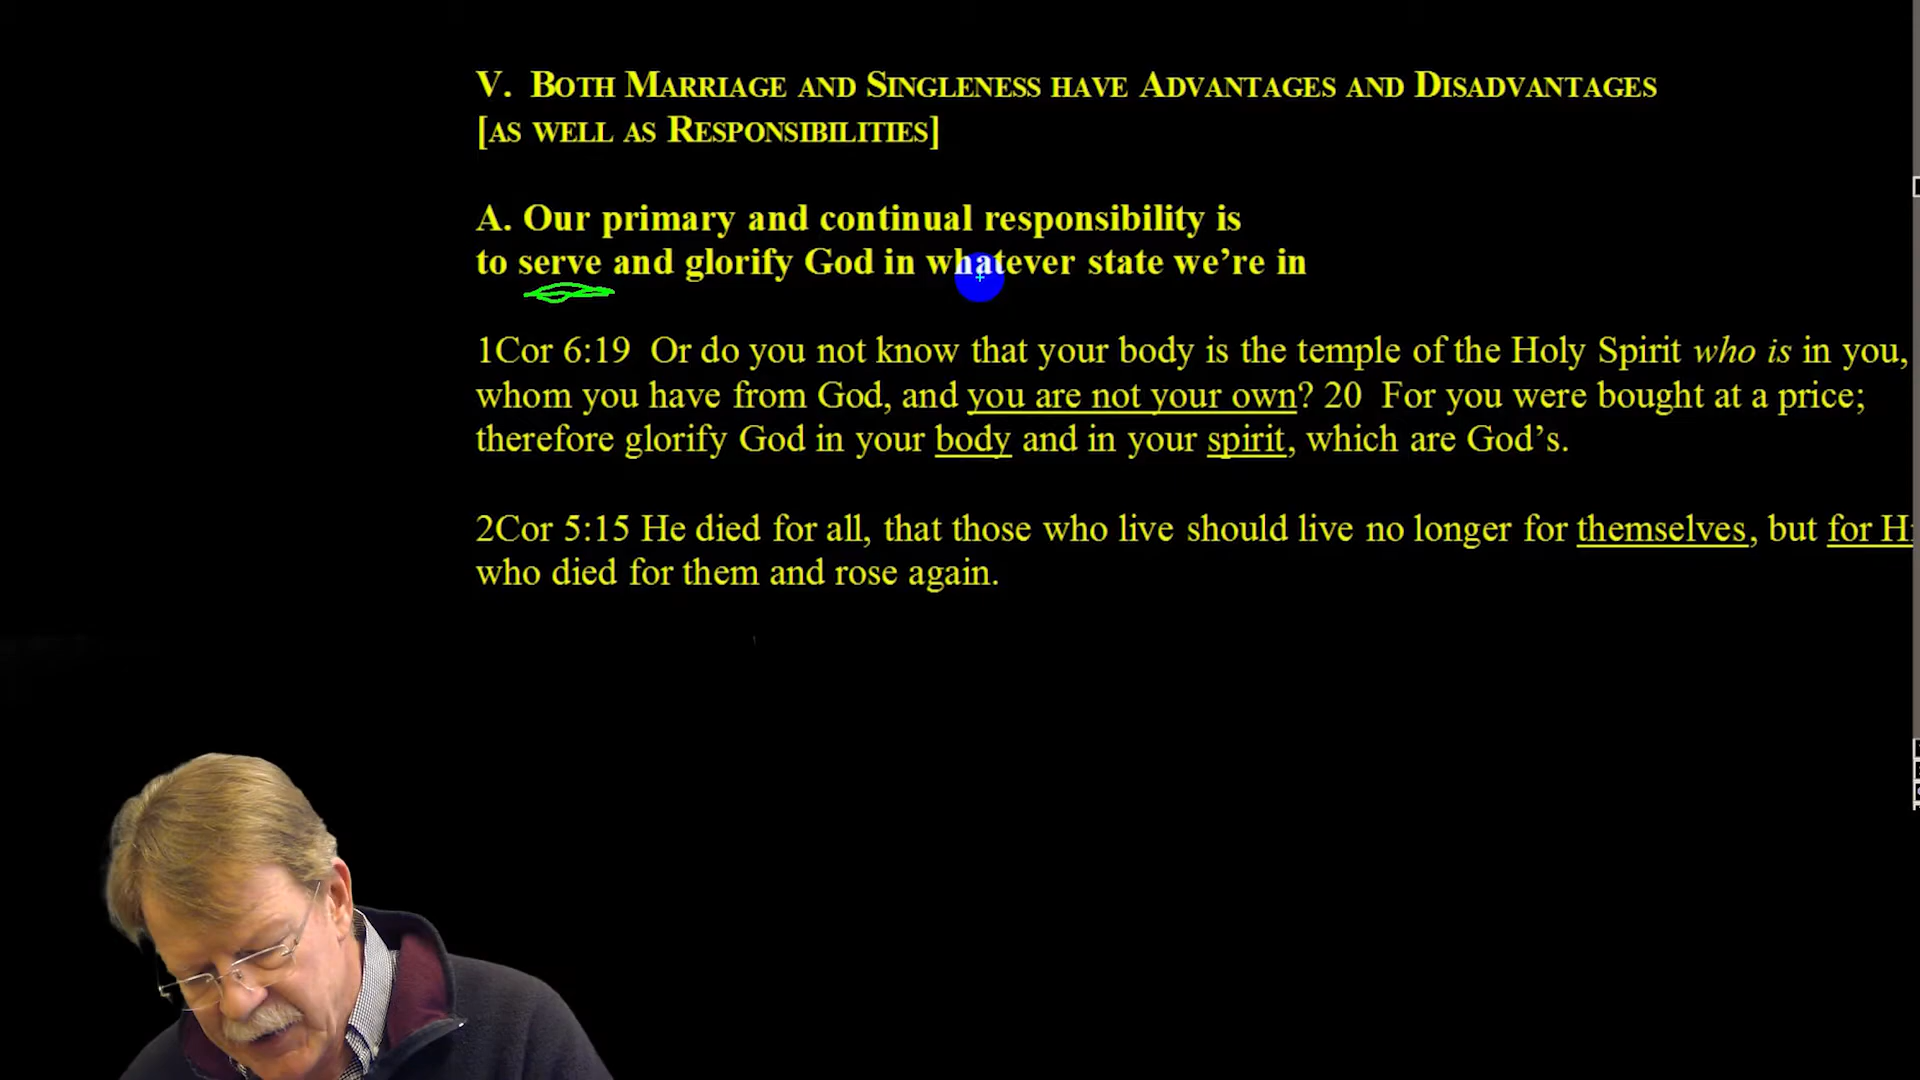 V. Both Marriage and Singleness have Advantages and Disadvantages
[as well as Responsibilities]
A. Our primary and continual responsibility is
to serve and glorify God in whatever state we’re in
1Cor 6:19 Or do you not know that your body is the temple of the Holy Spirit who is in you,
whom you have from God, and you are not your own? 20 For you were bought at a price;
therefore glorify God in your body and in your spirit, which are God’s.
2Cor 5:15 He died for all, that those who live should live no longer for themselves, but for
who died for them and rose again.